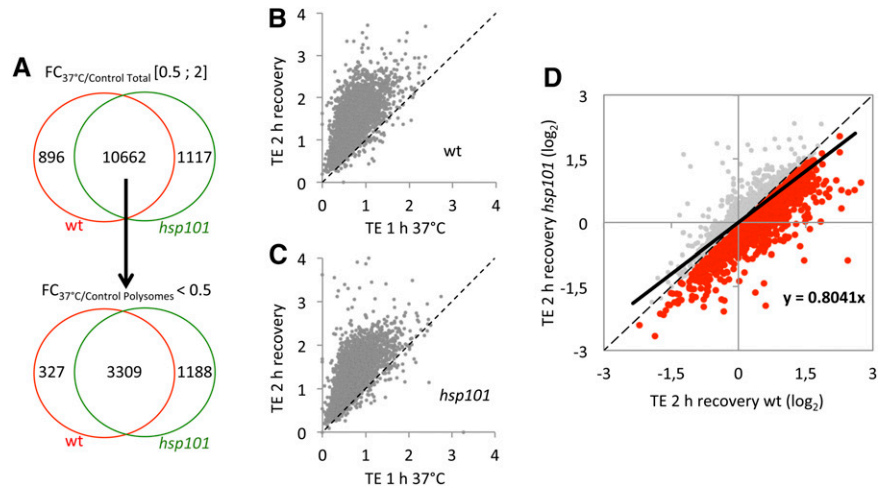 A
FC37°C/Control Total [0.5 ; 2]
896
10662
1117
wt
hsp101
FC37°C/Control Polysomes < 0.5
327
3309
1188
wt
hsp101
B
TE 2 h recovery
4
3
2
1
0
0
1
2
3
4
wt
TE 1 h 37°C
C
TE 2 h recovery
4
3
2
1
0
0
1
2
3
4
hsp101
TE 1 h 37°C
D
TE 2 h recovery hsp101 (log2)
3
1,5
0
-1,5
-3
-3
-1,5
0
1,5
3
y = 0.8041x
TE 2 h recovery wt (log2)